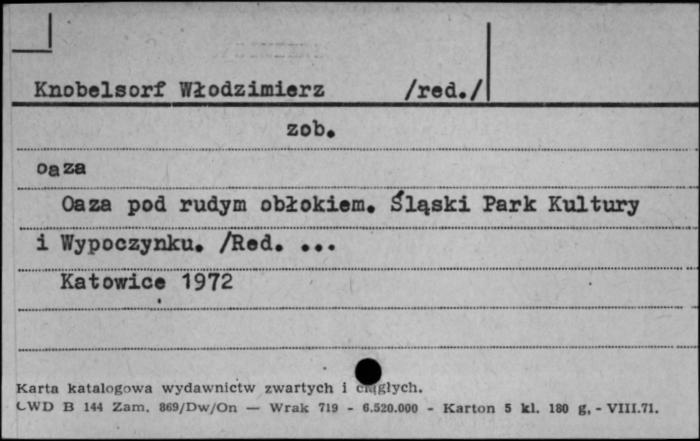 Knobelsorf Włodzimierz /red./
zob.
oaza
Oaza pod rudym obłokiem. Śląski Park Kultury
i Wypoczynku. /Red. ...
Katowice 1972
Karta katalogowa wydawnictw zwartych i ciągłych.
CWD B 144 Zam. 869/Dw/On — Wrak 719 - 6.520.000 - Karton 5 kl. 180 g, - VIII.71.